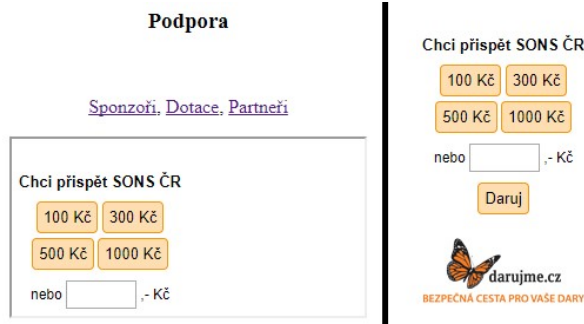 Podpora
Sponzoři, Dotace, Partneři
Chci přispět SONS ČR
100 Kč 300 Kč
500 Kč 1000 Kč
nebo ,- Kč
Chci přispět SONS ČR
100 Kč 300 Kč
500 Kč 1000 Kč
nebo ,- Kč
Daruj
darujme.cz
BEZPEČNÁ CESTA PRO VAŠE DARY